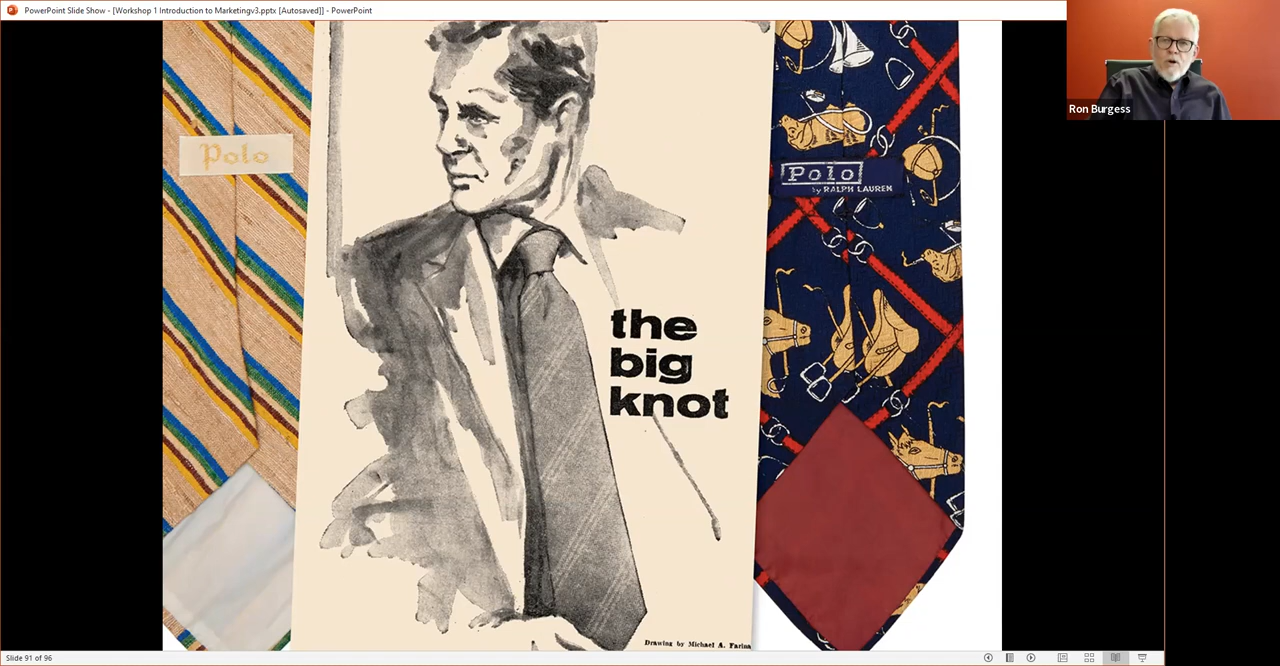 PowerPoint Slide Show - [Workshop 1 Introduction to Marketingv3.pptx [Autosaved]] - PowerPoint
Ron Burgess
Polo
Polo
by RALPH LAUREN
the
big
knot
Drawing by Michael A. Farina
Slide 91 of 96